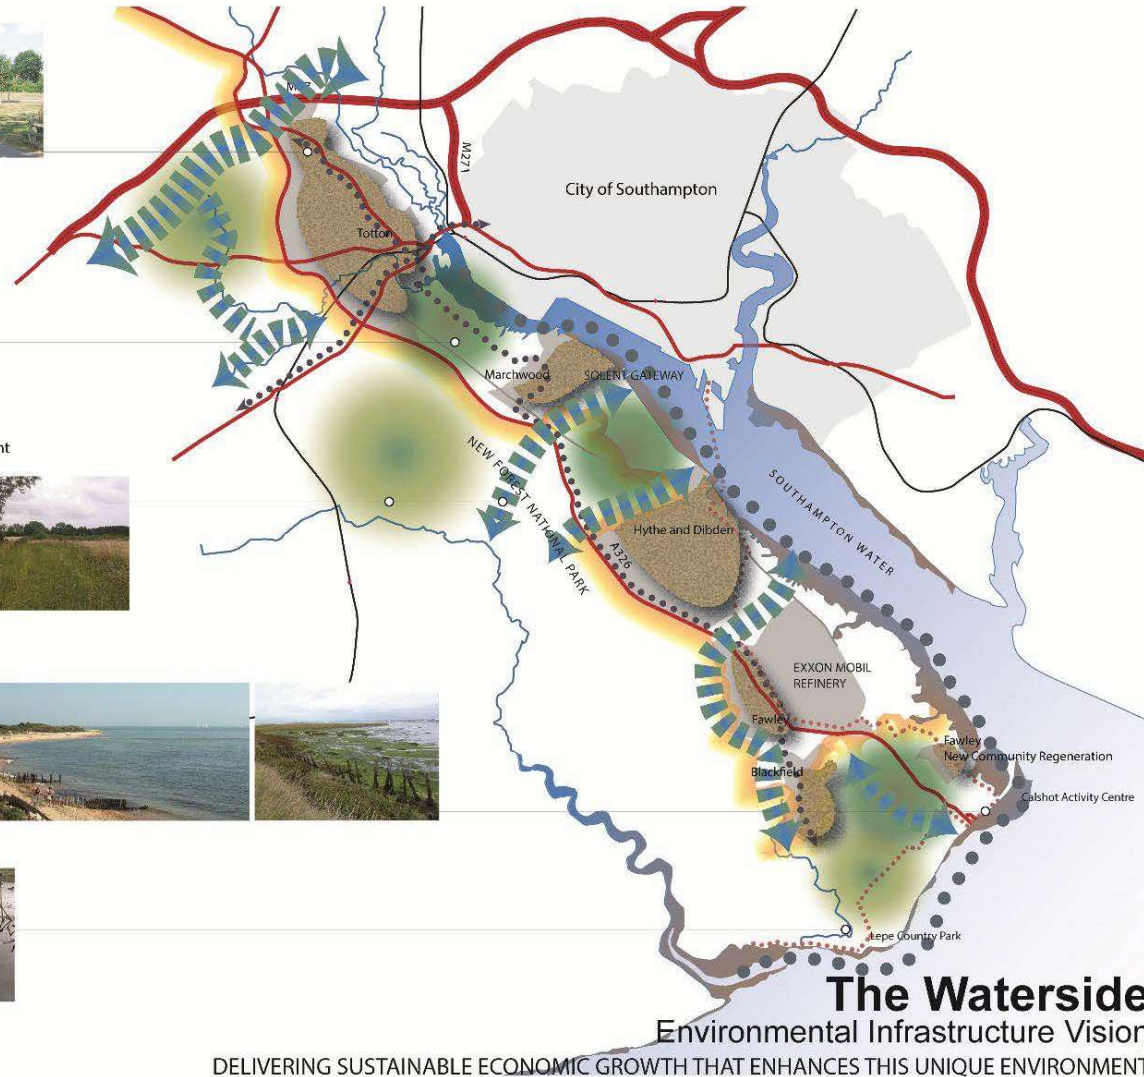 M271
City of Southampton
Totton
Marchwood
SOLENT GATEWAY
nt
NEW FOREST NATIONAL PARK
SOUTHAMPTON WATER
Hythe and Dibden
A326
EXXON MOBIL
REFINERY
Fawley
Fawley
New Community Regeneration
Blackfield
Calshot Activity Centre
Lepe Country Park
The Waterside
Environmental Infrastructure Vision
DELIVERING SUSTAINABLE ECONOMIC GROWTH THAT ENHANCES THIS UNIQUE ENVIRONMENT